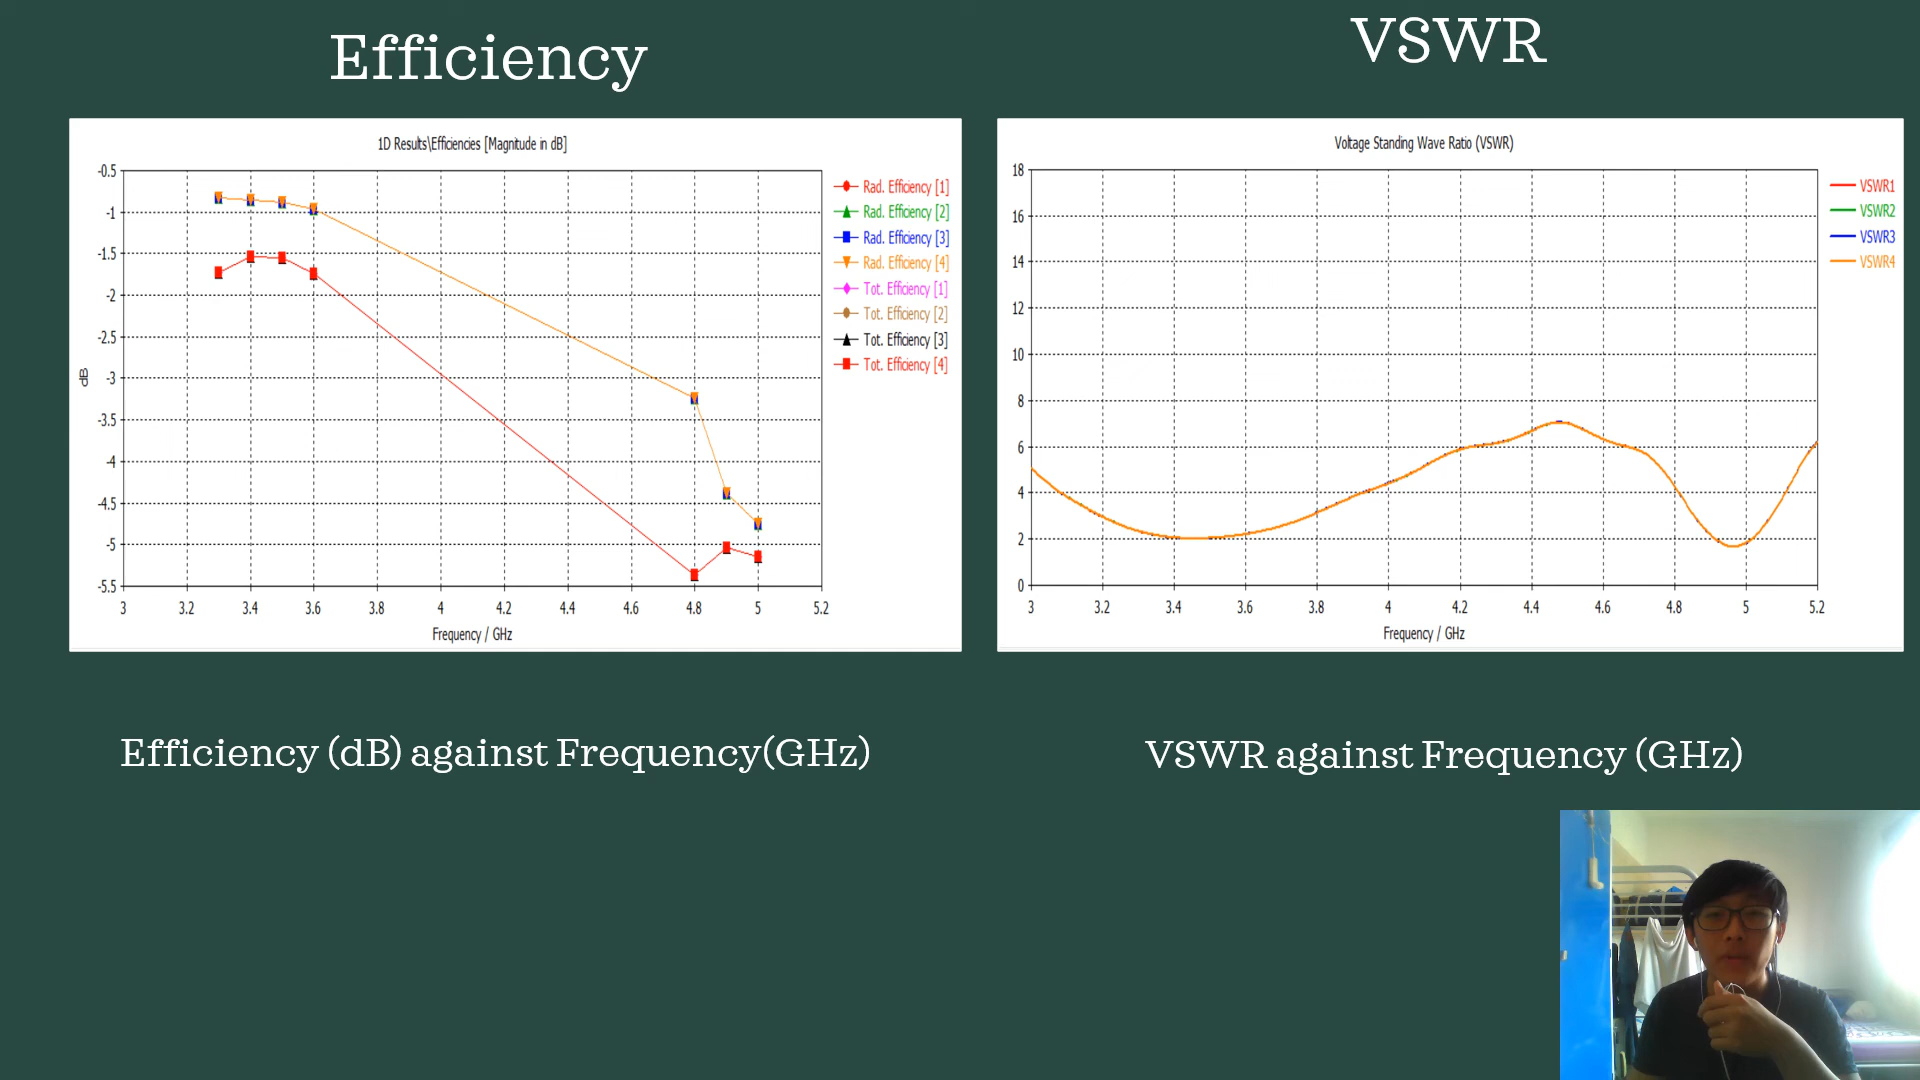 Efficiency
VSWR
1D Results\Efficiencies [Magnitude in dB]
-0.5
-1
-1.5
-2
-2.5
-3
-3.5
-4
-4.5
-5
-5.5
dB
3 3.2 3.4 3.6 3.8 4 4.2 4.4 4.6 4.8 5 5.2
Frequency / GHz
Rad. Efficiency [1]
Rad. Efficiency [2]
Rad. Efficiency [3]
Rad. Efficiency [4]
Tot. Efficiency [1]
Tot. Efficiency [2]
Tot. Efficiency [3]
Tot. Efficiency [4]
Voltage Standing Wave Ratio (VSWR)
18
16
14
12
10
8
6
4
2
0
3 3.2 3.4 3.6 3.8 4 4.2 4.4 4.6 4.8 5 5.2
Frequency / GHz
VSWR1
VSWR2
VSWR3
VSWR4
Efficiency (dB) against Frequency(GHz)
VSWR against Frequency (GHz)